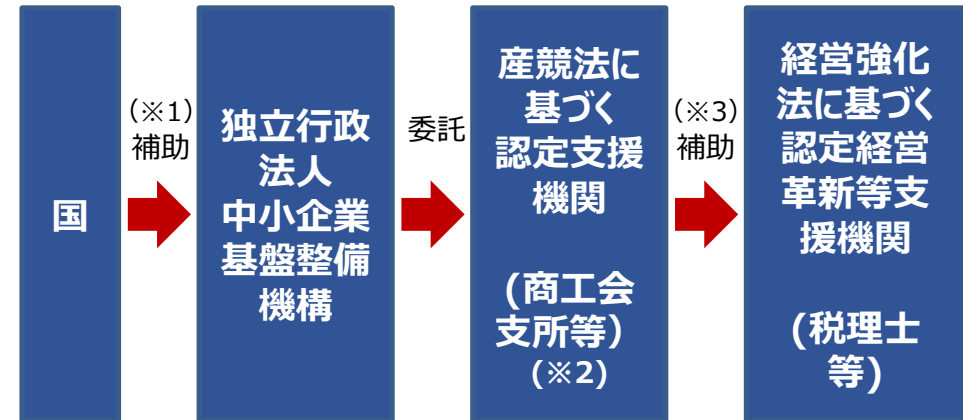 国
（※1）
補助
独立行政
法人
中小企業
基盤整備
機構
委託
産競法に
基づく
認定支援
機関
(商工会
支所等）
（※2）
（※3）
補助
経営強化
法に基づく
認定経営
革新等支
援機関
(税理士
等)